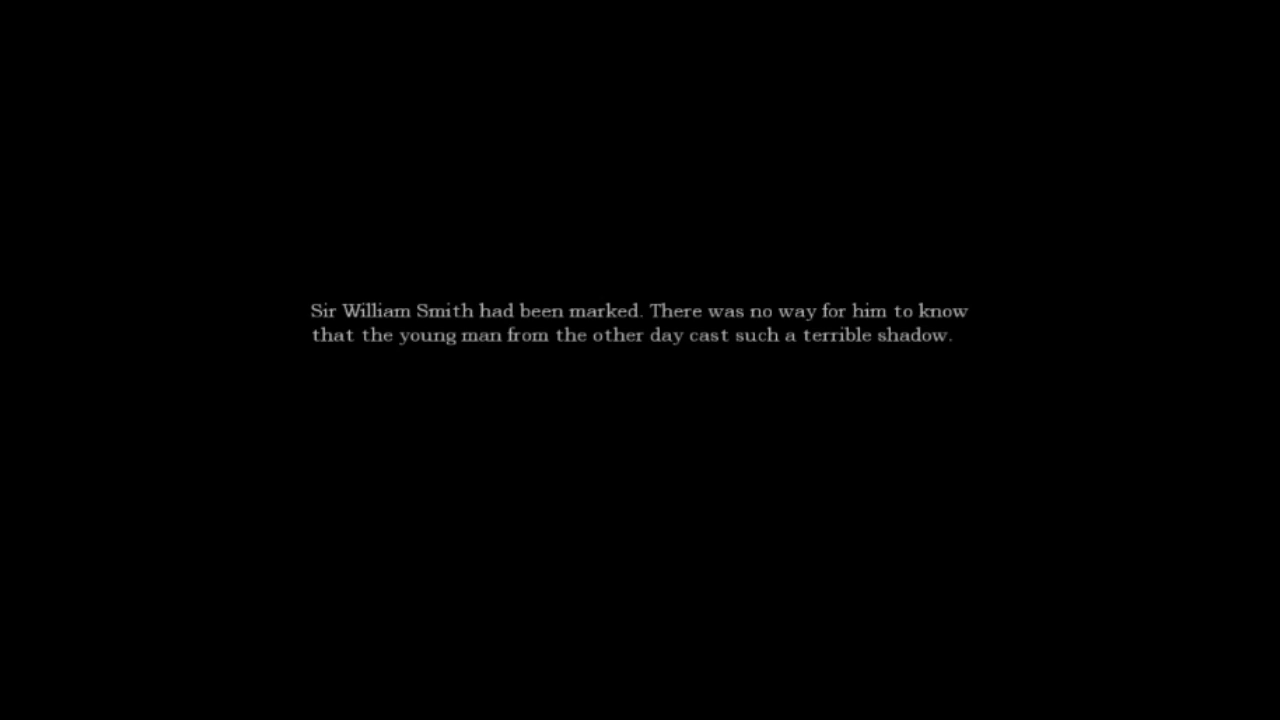 Sir William Smith had been marked. There was no way for him to know
that the young man from the other day cast such a terrible shadow.